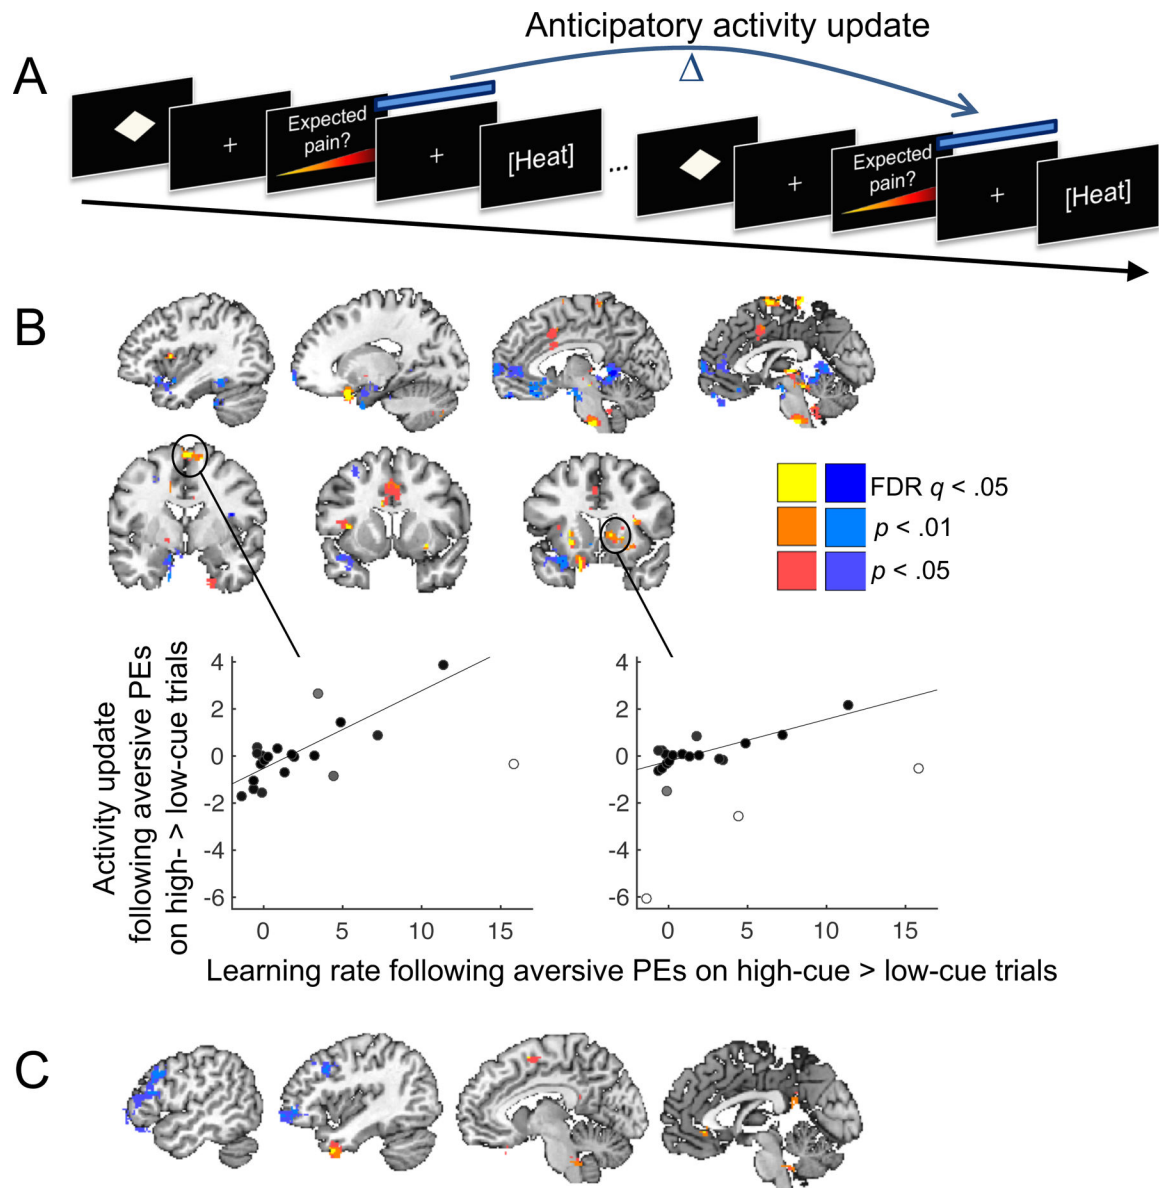 Anticipatory activity update
A
Δ
Expected
pain?
+
+
[Heat]
...
+
Expected
pain?
+
[Heat]
B
FDR q < .05
p < .01
p < .05
Activity update
following aversive PEs
on high- > low-cue trials
4
2
0
-2
-4
-6
0
5
10
15
4
2
0
-2
-4
-6
0
5
10
15
Learning rate following aversive PEs on high-cue > low-cue trials
C